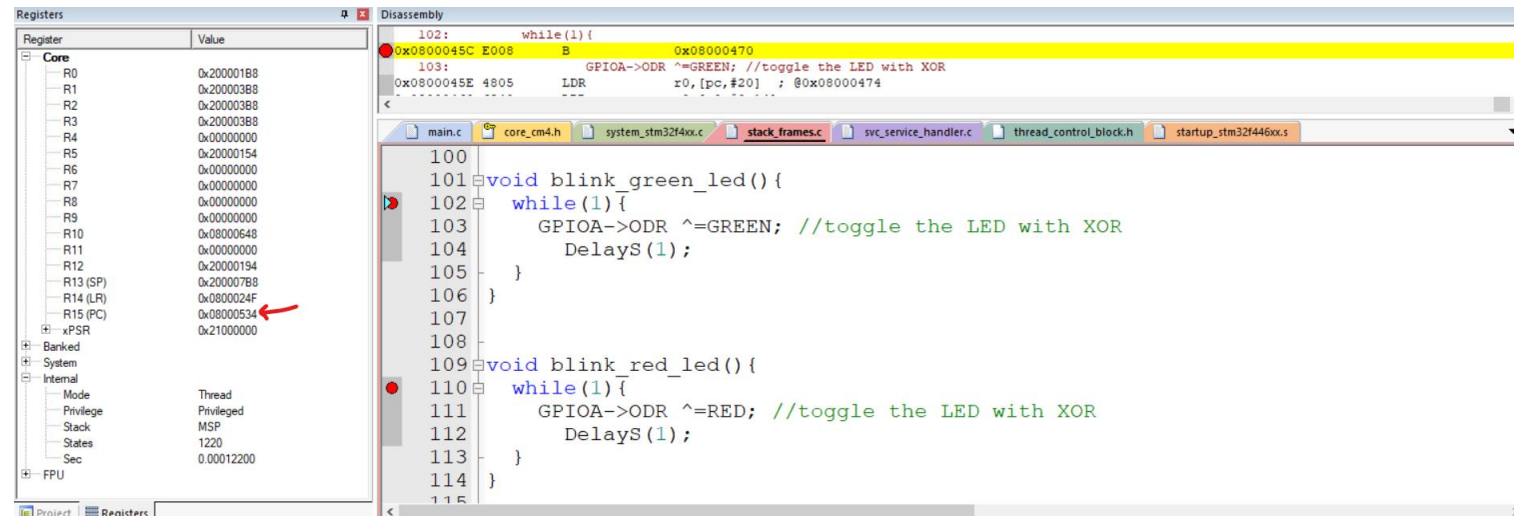 Registers
Register Value
Core
R0 0x200001B8
R1 0x200003B8
R2 0x200003B8
R3 0x200003B8
R4 0x00000000
R5 0x20000154
R6 0x00000000
R7 0x00000000
R8 0x00000000
R9 0x00000000
R10 0x08000648
R11 0x00000000
R12 0x20000194
R13 (SP) 0x200007B8
R14 (LR) 0x0800024F
R15 (PC) 0x08000534
xPSR 0x21000000
Banked
System
Internal
Mode Thread
Privilege Privileged
Stack MSP
States 1220
Sec 0.00012200
FPU
Project Registers
Disassembly
102: while(1){
0x0800045C E008 B 0x08000470
103: GPIOA->ODR ^=GREEN; //toggle the LED with XOR
0x0800045E 4805 LDR r0,[pc,#20] ; @0x08000474
main.c core_cm4.h system_stm32f4xx.c stack_frames.c svc_service_handler.c thread_control_block.h startup_stm32f446xx.s
100
101 void blink_green_led(){
102 while(1){
103 GPIOA->ODR ^=GREEN; //toggle the LED with XOR
104 DelayS(1);
105 }
106 }
107
108
109 void blink_red_led(){
110 while(1){
111 GPIOA->ODR ^=RED; //toggle the LED with XOR
112 DelayS(1);
113 }
114 }
115